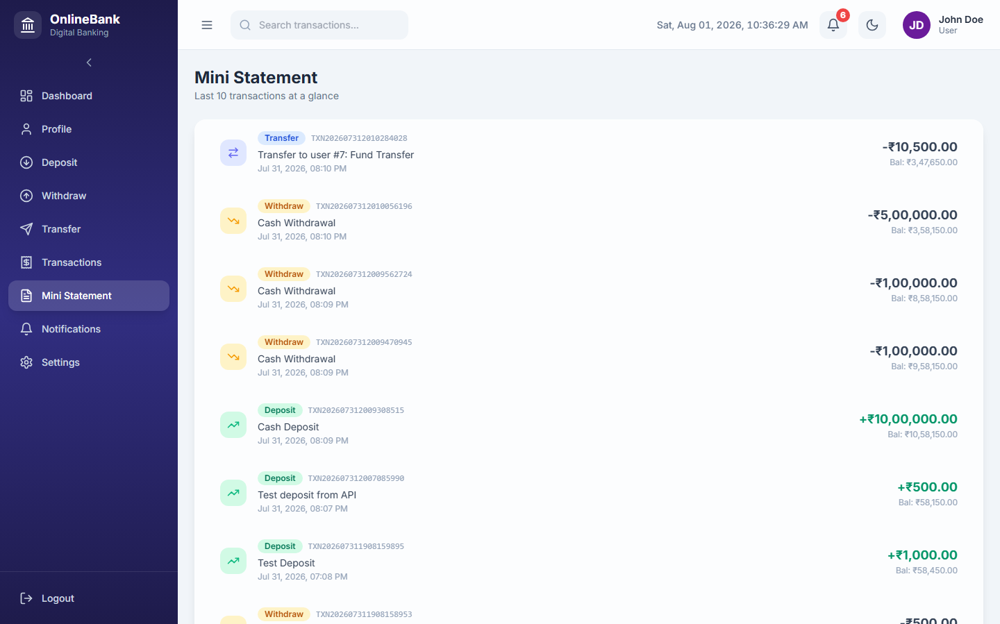 OnlineBank
Digital Banking
Dashboard
Profile
Deposit
Withdraw
Transfer
Transactions
Mini Statement
Notifications
Settings
Logout
Search transactions...
Sat, Aug 01, 2026, 10:36:29 AM
6
JD
John Doe
User
Mini Statement
Last 10 transactions at a glance
Transfer TXN202607312010284028
Transfer to user #7: Fund Transfer
Jul 31, 2026, 08:10 PM
-₹10,500.00
Bal: ₹3,47,650.00
Withdraw TXN202607312010056196
Cash Withdrawal
Jul 31, 2026, 08:10 PM
-₹5,00,000.00
Bal: ₹3,58,150.00
Withdraw TXN202607312009562724
Cash Withdrawal
Jul 31, 2026, 08:09 PM
-₹1,00,000.00
Bal: ₹8,58,150.00
Withdraw TXN202607312009470945
Cash Withdrawal
Jul 31, 2026, 08:09 PM
-₹1,00,000.00
Bal: ₹9,58,150.00
Deposit TXN202607312009308515
Cash Deposit
Jul 31, 2026, 08:09 PM
+₹10,00,000.00
Bal: ₹10,58,150.00
Deposit TXN202607312007085990
Test deposit from API
Jul 31, 2026, 08:07 PM
+₹500.00
Bal: ₹58,150.00
Deposit TXN202607311908159895
Test Deposit
Jul 31, 2026, 07:08 PM
+₹1,000.00
Bal: ₹58,450.00
Withdraw TXN202607311908158953
-₹500.00